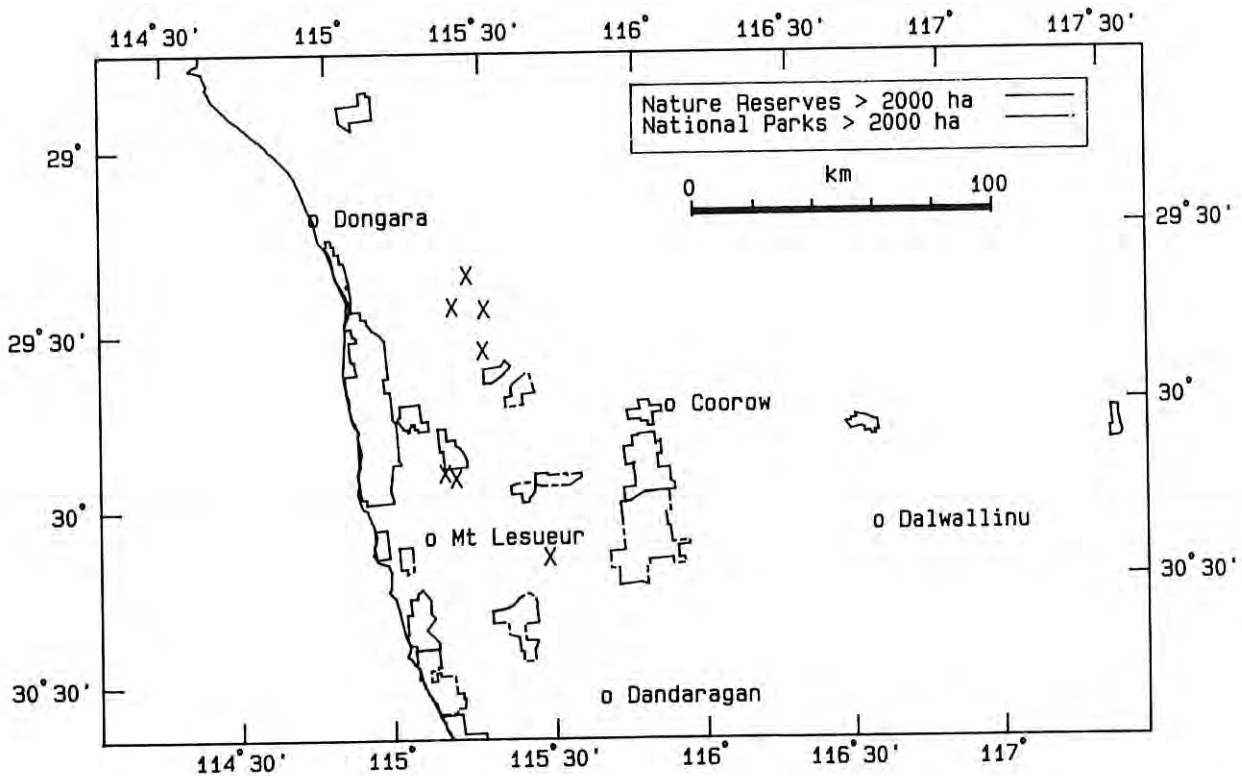 114°30' 115° 115°30' 116° 116°30' 117° 117°30'
Nature Reserves > 2000 ha
National Parks > 2000 ha
km
0 100
29°
29°30'
o Dongara
X
X X
29°30'
X
30°
o Coorow
X X
30°
o Dalwallinu
o Mt Lesueur
X
30°30'
30°30'
o Dandaragan
114°30' 115° 115°30' 116° 116°30' 117°